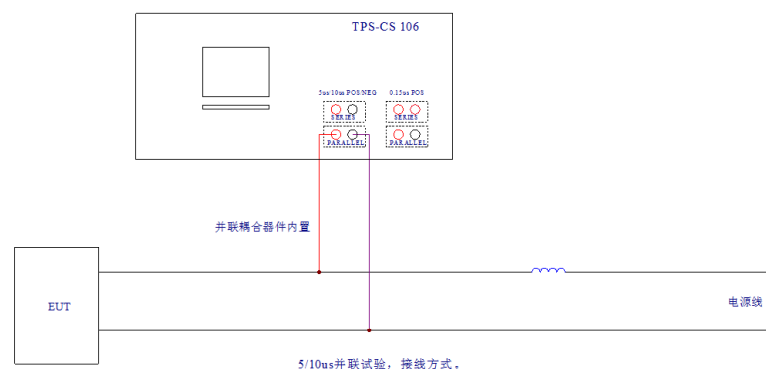 TPS-CS 106
5us/10us POS/NEG
0.15us POS
SERIES
SERIES
PARALLEL
PARALLEL
并联耦合器件内置
EUT
电源线
5/10us并联试验，接线方式。